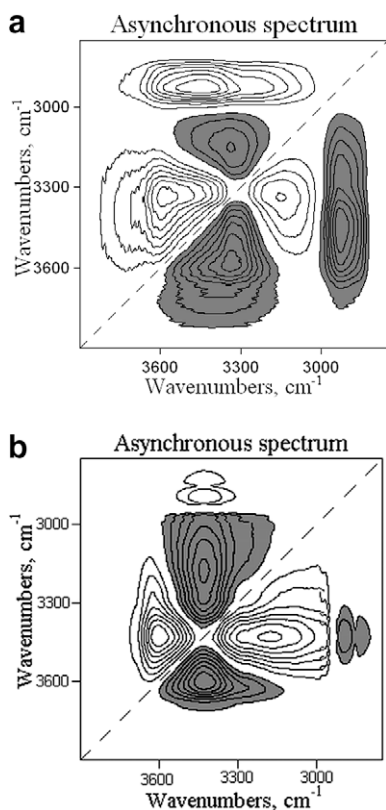 a
Asynchronous spectrum
Wavenumbers, cm-1
3000
3300
3600
3600 3300 3000
Wavenumbers, cm-1
b
Asynchronous spectrum
Wavenumbers, cm-1
3000
3300
3600
3600 3300 3000
Wavenumbers, cm-1